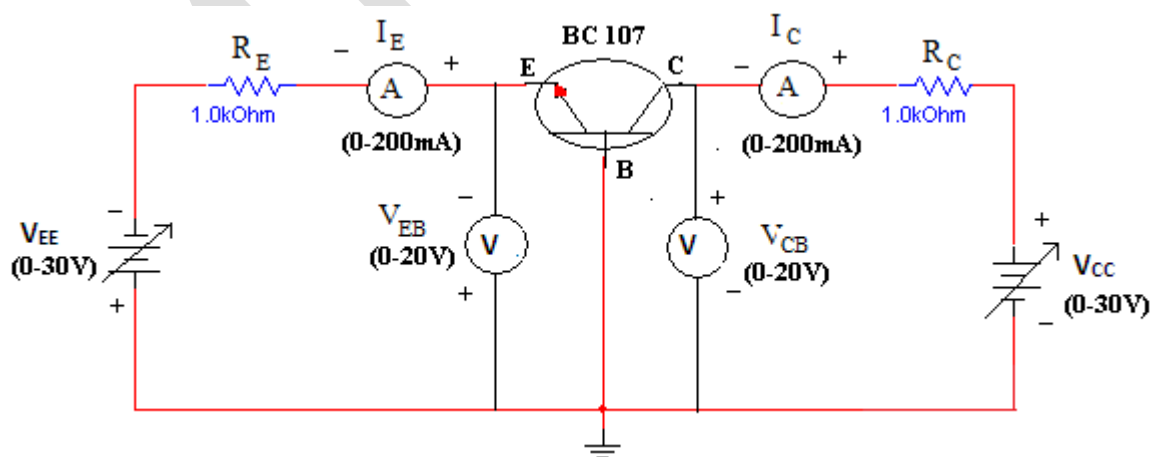 BC 107
R E
− I E +
E
C
− I C +
R C
A
A
1.0kOhm
(0-200mA)
(0-200mA)
1.0kOhm
B
−
VEE
(0-30V)
+
−
V EB
(0-20V)
+
V
+
V
V CB
(0-20V)
−
+
VCC
(0-30V)
−